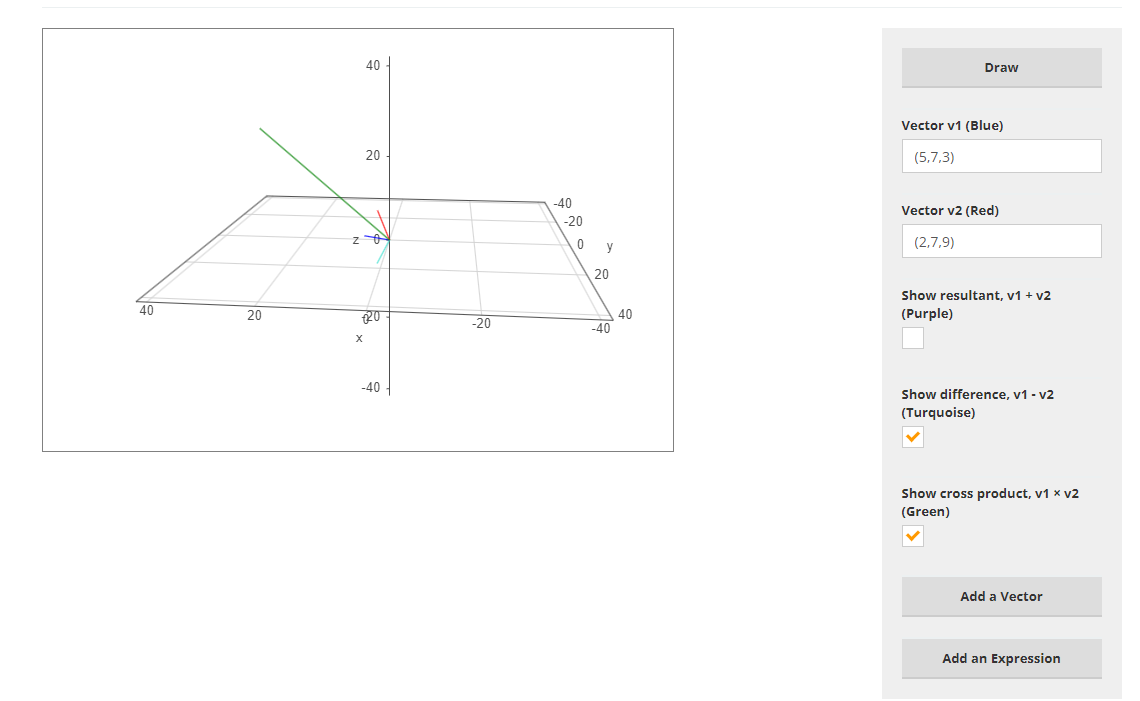 40
20
z
0
-20
-40
-40
-20
0
y
20
40
40
20
0
-20
-40
x
Draw
Vector v1 (Blue)
(5,7,3)
Vector v2 (Red)
(2,7,9)
Show resultant, v1 + v2
(Purple)
Show difference, v1 - v2
(Turquoise)
Show cross product, v1 × v2
(Green)
Add a Vector
Add an Expression